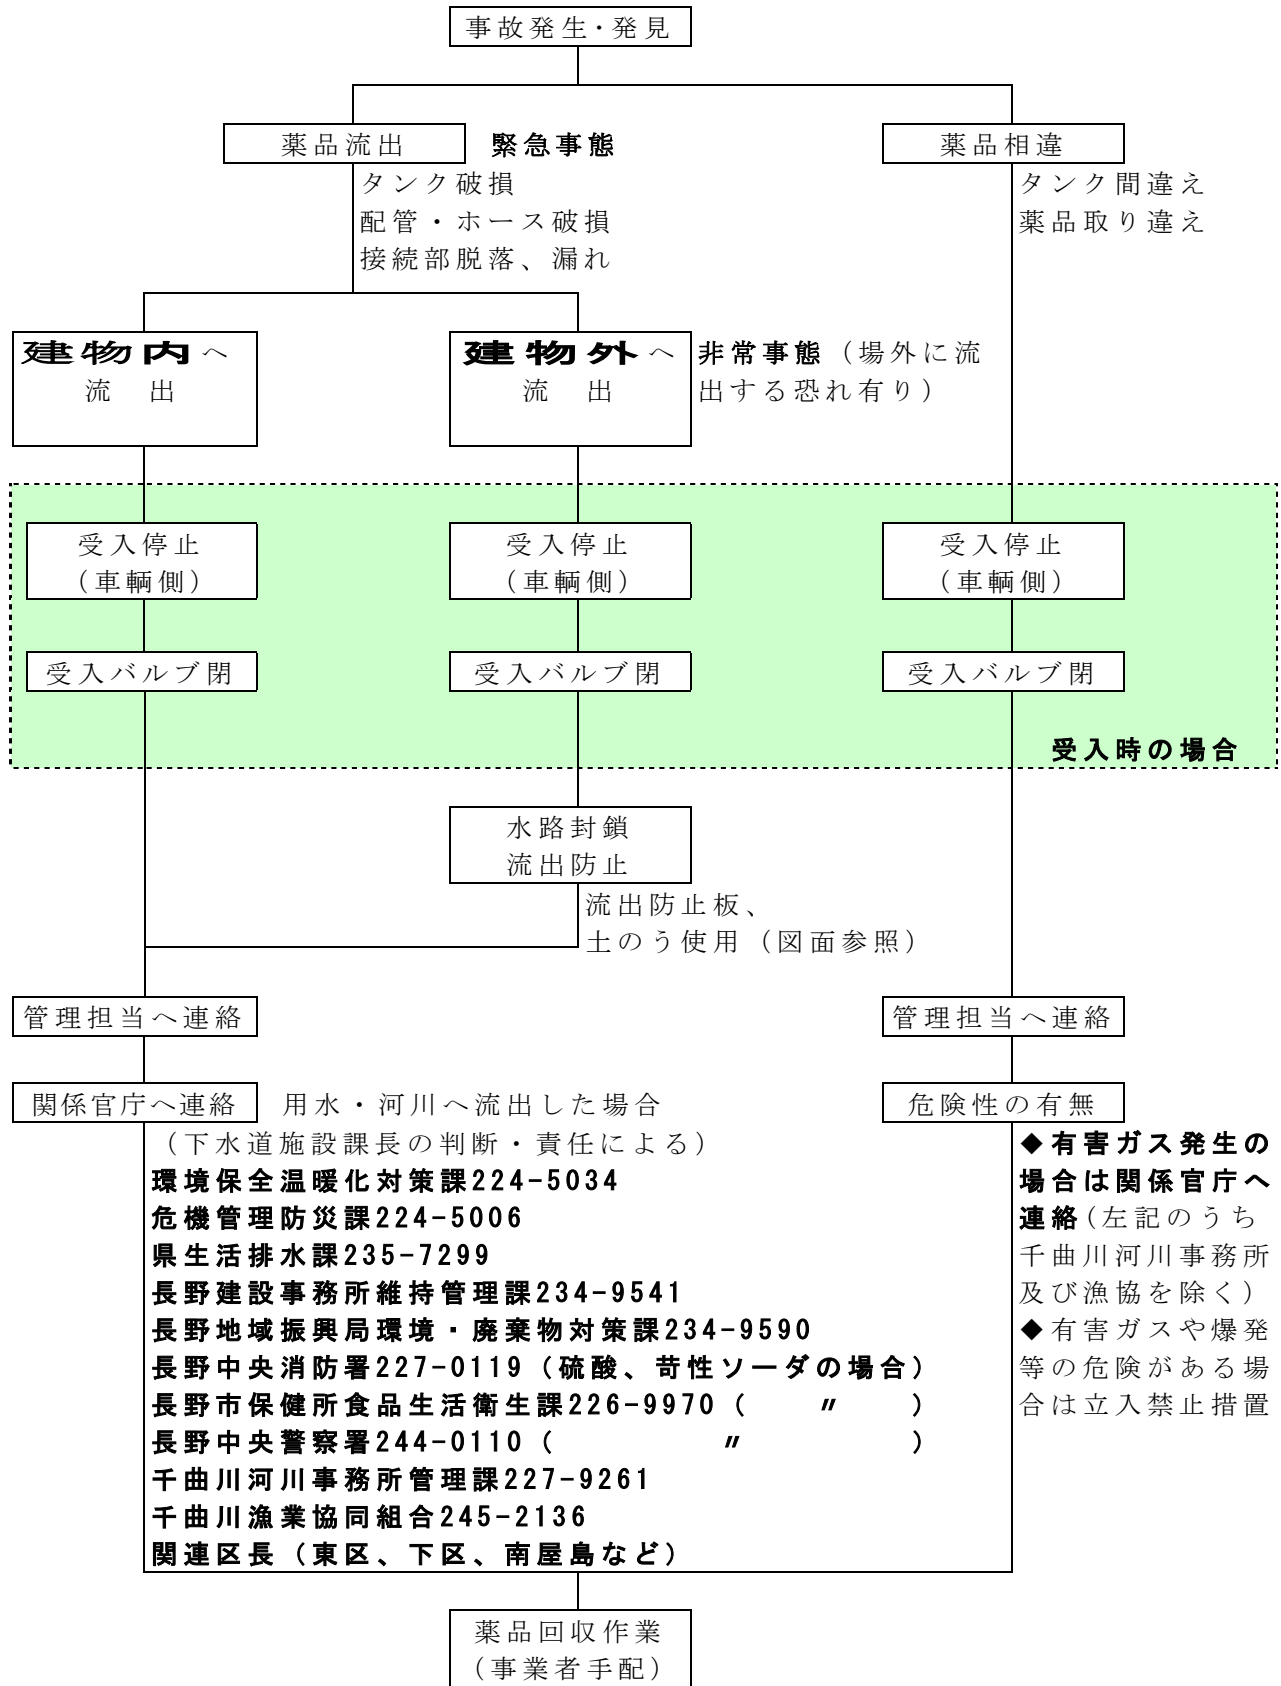 事故発生･発見
薬品流出
緊急事態
薬品相違
タンク破損
配管・ホース破損
接続部脱落、漏れ
タンク間違え
薬品取り違え
建物内へ
流　出
建物外へ
流　出
非常事態（場外に流
出する恐れ有り）
受入停止
（車輌側）
受入停止
（車輌側）
受入停止
（車輌側）
受入バルブ閉
受入バルブ閉
受入バルブ閉
受入時の場合
水路封鎖
流出防止
流出防止板、
土のう使用（図面参照）
管理担当へ連絡
管理担当へ連絡
関係官庁へ連絡
用水・河川へ流出した場合
（下水道施設課長の判断・責任による）
環境保全温暖化対策課224-5034
危機管理防災課224-5006
県生活排水課235-7299
長野建設事務所維持管理課234-9541
長野地域振興局環境・廃棄物対策課234-9590
長野中央消防署227-0119（硫酸、苛性ソーダの場合）
長野市保健所食品生活衛生課226-9970（　　〃　　）
長野中央警察署244-0110（　　　　　〃　　　　　）
千曲川河川事務所管理課227-9261
千曲川漁業協同組合245-2136
関連区長（東区、下区、南屋島など）
危険性の有無
◆有害ガス発生の
場合は関係官庁へ
連絡（左記のうち
千曲川河川事務所
及び漁協を除く）
◆有害ガスや爆発
等の危険がある場
合は立入禁止措置
薬品回収作業
（事業者手配）